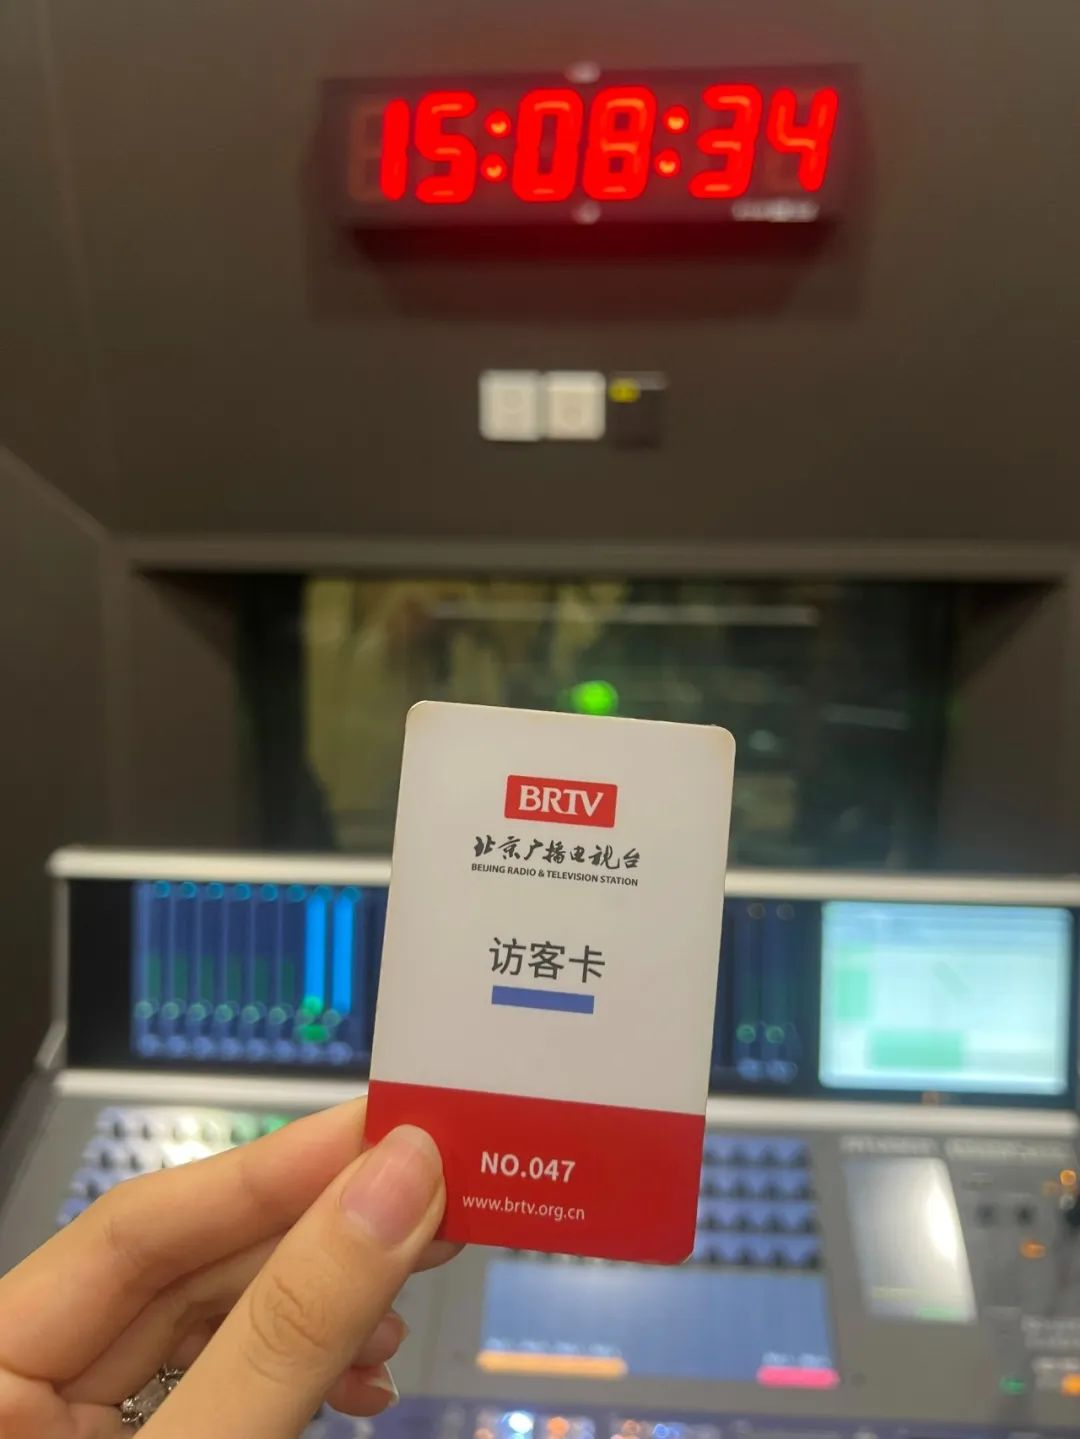 15:08:34
BRTV
北京广播电视台
BEIJING RADIO & TELEVISION STATION
访客卡
NO.047
www.brtv.org.cn